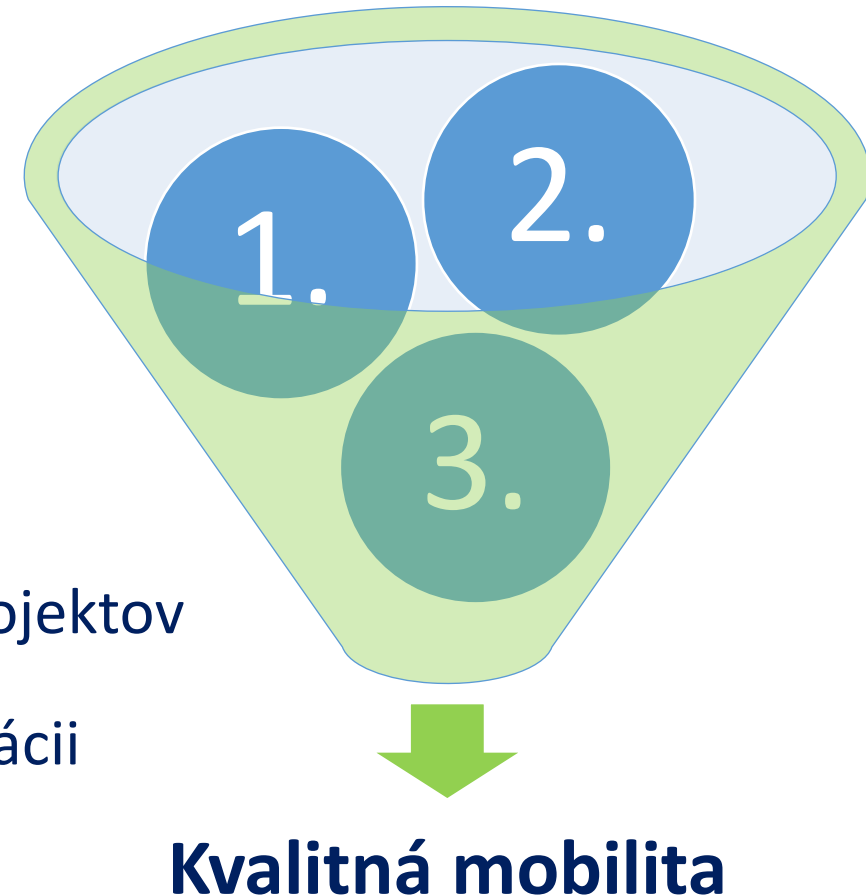 1.
2.
3.
ojektov
ácii
Kvalitná mobilita